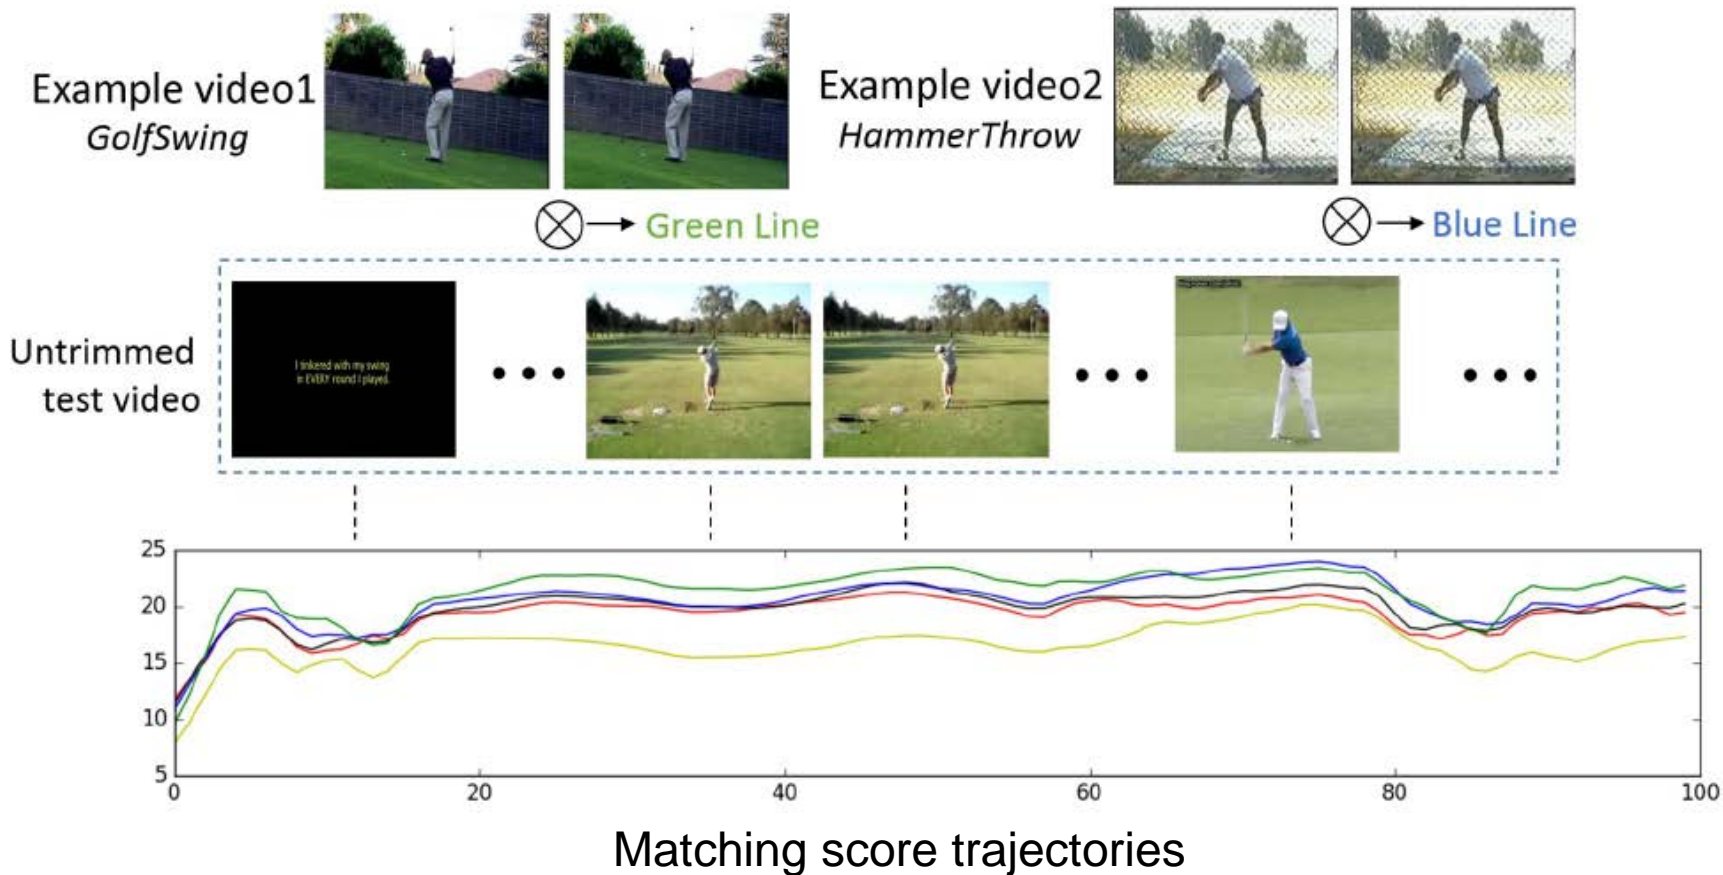 Example video1
GolfSwing
Example video2
HammerThrow
Green Line
Blue Line
Untrimmed
test video
I tinkered with my swing
in EVERY round I played.
25
20
15
10
5
0
20
40
60
80
100
Matching score trajectories